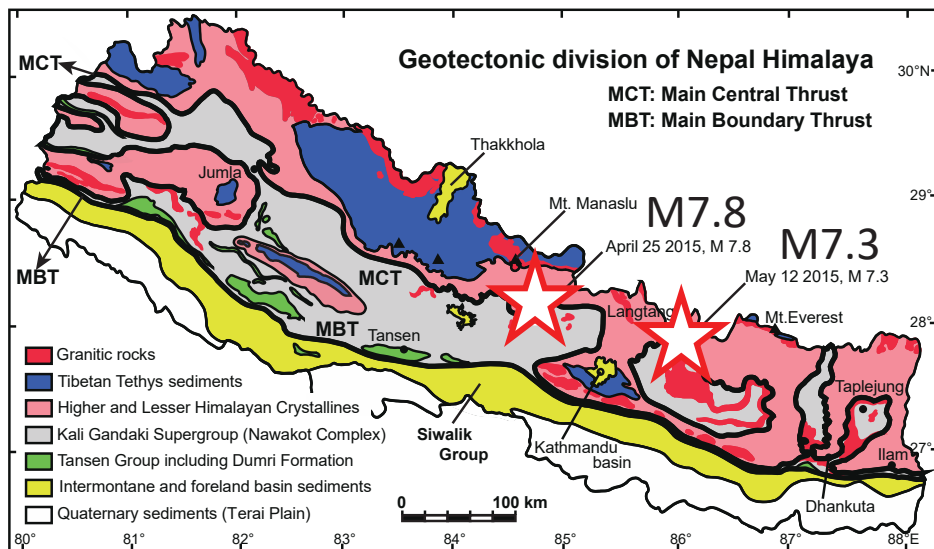 Geotectonic division of Nepal Himalaya
MCT: Main Central Thrust
MBT: Main Boundary Thrust
MCT
30°N
Thakkhola
Jumla
29°
Mt. Manaslu
M7.8
April 25 2015, M 7.8
M7.3
May 12 2015, M 7.3
MBT
MCT
Langtang
Mt.Everest
MBT
28°
Tansen
Granitic rocks
Tibetan Tethys sediments
Higher and Lesser Himalayan Crystallines
Kali Gandaki Supergroup (Nawakot Complex)
Tansen Group including Dumri Formation
Intermontane and foreland basin sediments
Quaternary sediments (Terai Plain)
Siwalik
Group
Kathmandu
basin
Taplejung
Ilam
27°
Dhankuta
0 100 km
80° 81° 82° 83° 84° 85° 86° 87° 88°E